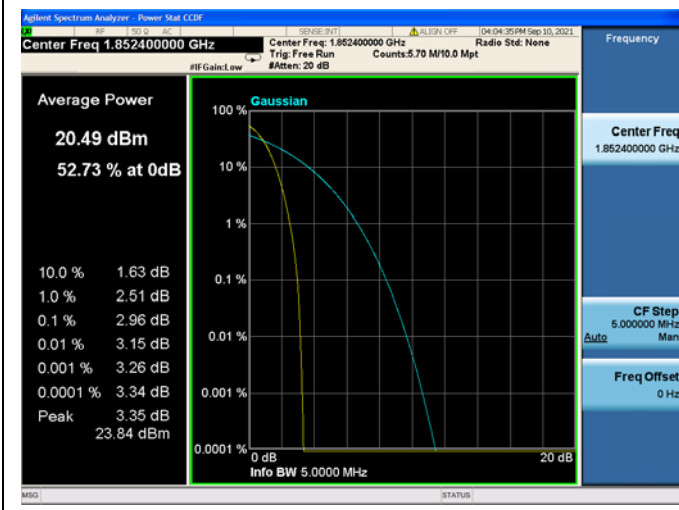 Agilent Spectrum Analyzer - Power Stat CCDF
RF 50 Ω AC SENSE:INT ALIGN OFF 04:04:35 PM Sep 10, 2021
Center Freq 1.852400000 GHz
Center Freq: 1.852400000 GHz Radio Std: None
Trig: Free Run Counts:5.70 M/10.0 Mpt
#IFGain:Low #Atten: 20 dB
Average Power
20.49 dBm
52.73 % at 0dB
10.0 % 1.63 dB
1.0 % 2.51 dB
0.1 % 2.96 dB
0.01 % 3.15 dB
0.001 % 3.26 dB
0.0001 % 3.34 dB
Peak 3.35 dB
23.84 dBm
Gaussian
100 %
10 %
1 %
0.1 %
0.01 %
0.001 %
0.0001 %
0 dB 20 dB
Info BW 5.0000 MHz
Frequency
Center Freq
1.852400000 GHz
CF Step
5.000000 MHz
Auto Man
Freq Offset
0 Hz
MSG STATUS